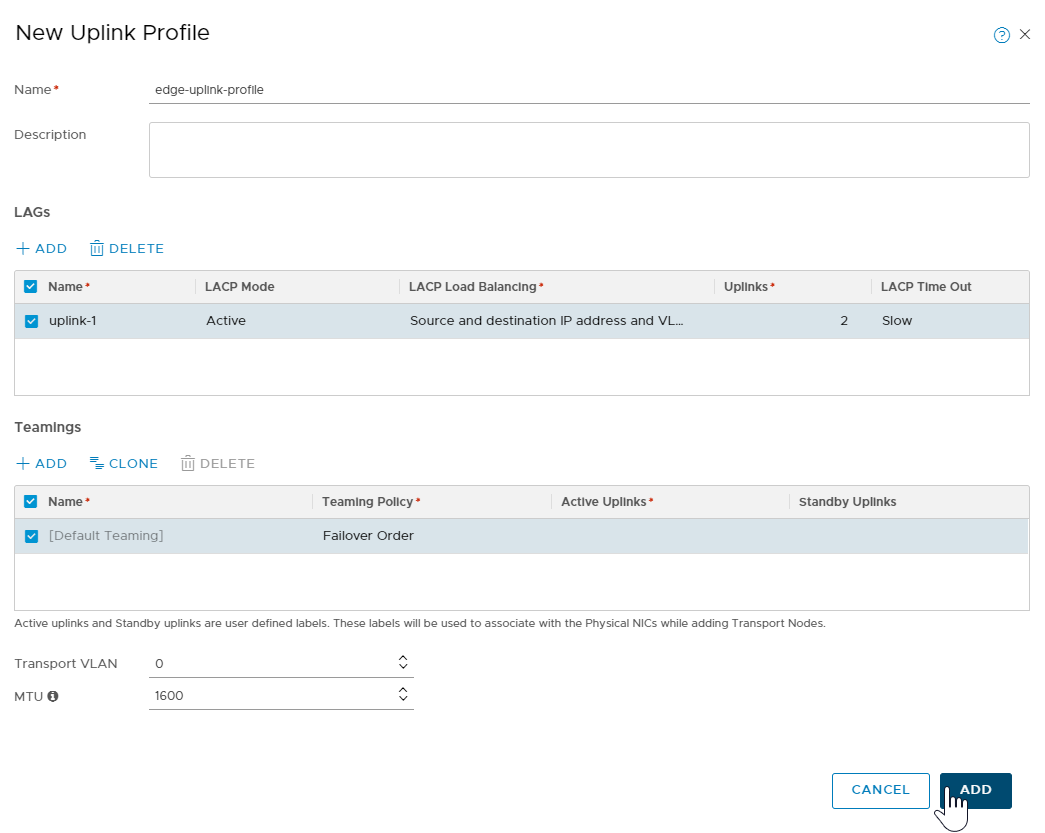 New Uplink Profile
Name*
edge-uplink-profile
Description
LAGs
+ ADD DELETE
Name* LACP Mode LACP Load Balancing* Uplinks* LACP Time Out
uplink-1 Active Source and destination IP address and VL... 2 Slow
Teamings
+ ADD CLONE DELETE
Name* Teaming Policy* Active Uplinks* Standby Uplinks
[Default Teaming] Failover Order
Active uplinks and Standby uplinks are user defined labels. These labels will be used to associate with the Physical NICs while adding Transport Nodes.
Transport VLAN 0
MTU 1600
CANCEL ADD